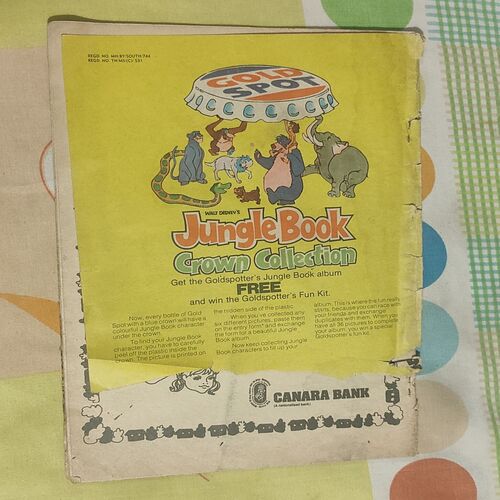 REGD. NO. MH/BY/SOUTH/744
REGD. NO. TN/MS/(C)/531
GOLD
SPOT
WALT DISNEY'S
Jungle Book
Crown Collection
Get the Goldspotter's Jungle Book album
FREE
and win the Goldspotter's Fun Kit.
Now, every bottle of Gold
Spot with a blue crown will have a
colourful Jungle Book character
under the crown.
To find your Jungle Book
character, you have to carefully
peel off the plastic inside the
crown. The picture is printed on
the hidden side of the plastic.
When you've collected any
six different pictures, paste them
on the entry form* and exchange
the form for a beautiful Jungle
Book album.
Now keep collecting Jungle
Book characters to fill up your
album. This is where the fun really
starts, because you can race with
your friends and exchange
characters with them. When you
have all 36 pictures to complete
your album, you win a special
Goldspotter's fun kit.
CANARA BANK
(A nationalised bank)